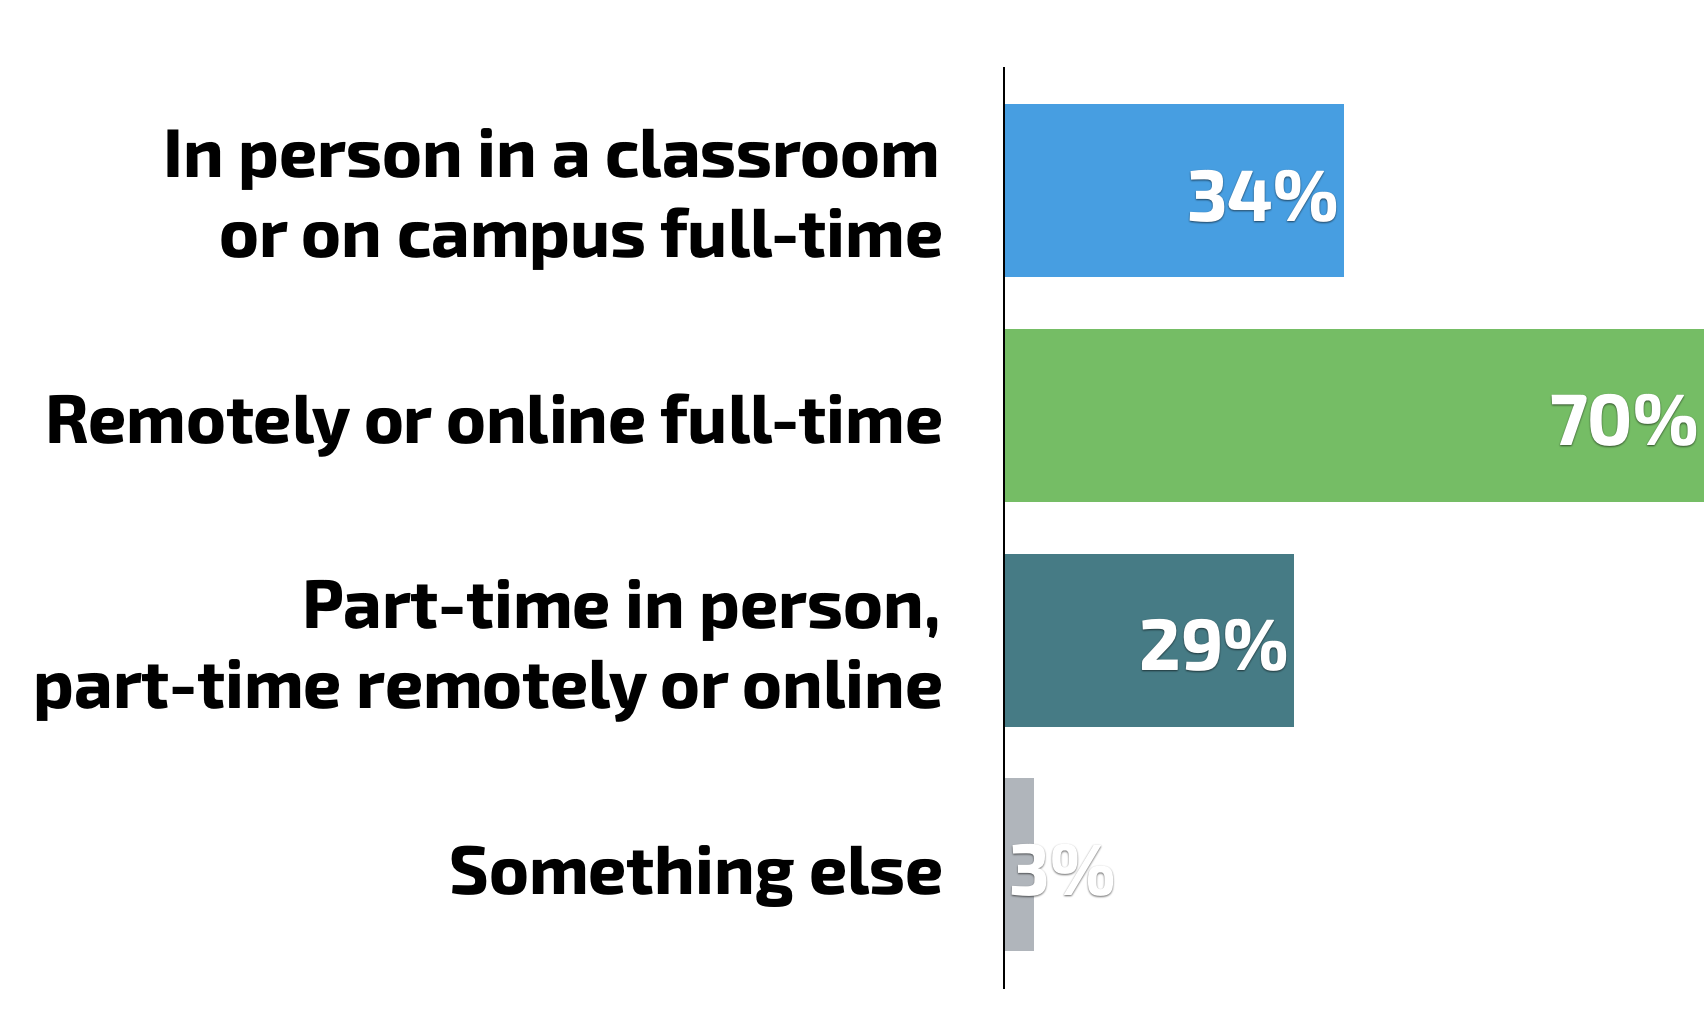 In person in a classroom
or on campus full-time
34%
Remotely or online full-time
70%
Part-time in person,
part-time remotely or online
29%
Something else
3%